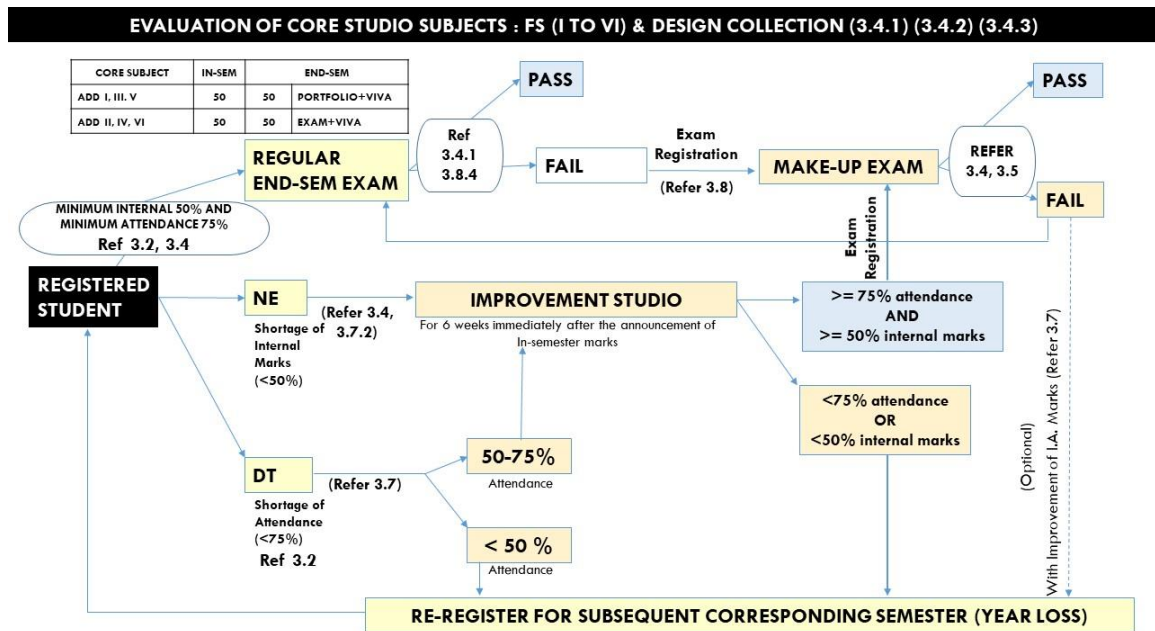 EVALUATION OF CORE STUDIO SUBJECTS : FS (I TO VI) & DESIGN COLLECTION (3.4.1) (3.4.2) (3.4.3)
CORE SUBJECT IN-SEM END-SEM
ADD I, III. V 50 50 PORTFOLIO+VIVA
ADD II, IV, VI 50 50 EXAM+VIVA
PASS
PASS
Ref
3.4.1
3.8.4
REGULAR
END-SEM EXAM
FAIL
Exam
Registration
(Refer 3.8)
MAKE-UP EXAM
REFER
3.4, 3.5
FAIL
MINIMUM INTERNAL 50% AND
MINIMUM ATTENDANCE 75%
Ref 3.2, 3.4
Exam
Registration
REGISTERED
STUDENT
NE
Shortage of
Internal
Marks
(<50%)
(Refer 3.4,
3.7.2)
IMPROVEMENT STUDIO
For 6 weeks immediately after the announcement of
In-semester marks
>= 75% attendance
AND
>= 50% internal marks
<75% attendance
OR
<50% internal marks
(Optional)
With Improvement of I.A. Marks (Refer 3.7)
DT
Shortage of
Attendance
(<75%)
Ref 3.2
(Refer 3.7)
50-75%
Attendance
< 50 %
Attendance
RE-REGISTER FOR SUBSEQUENT CORRESPONDING SEMESTER (YEAR LOSS)